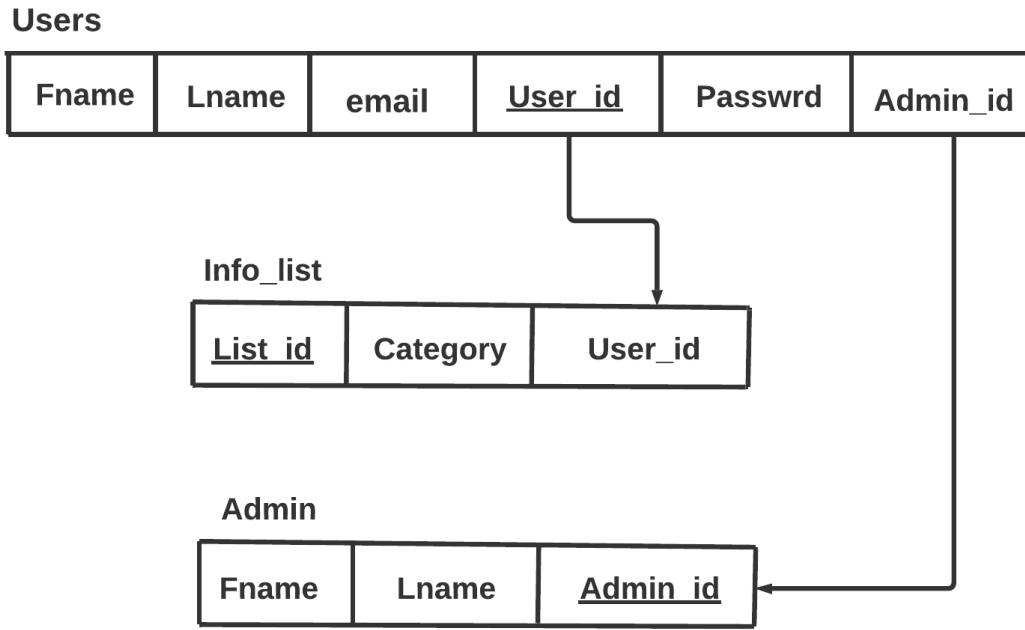 Users
Fname Lname email User_id Passwrd Admin_id
Info_list
List_id Category User_id
Admin
Fname Lname Admin_id